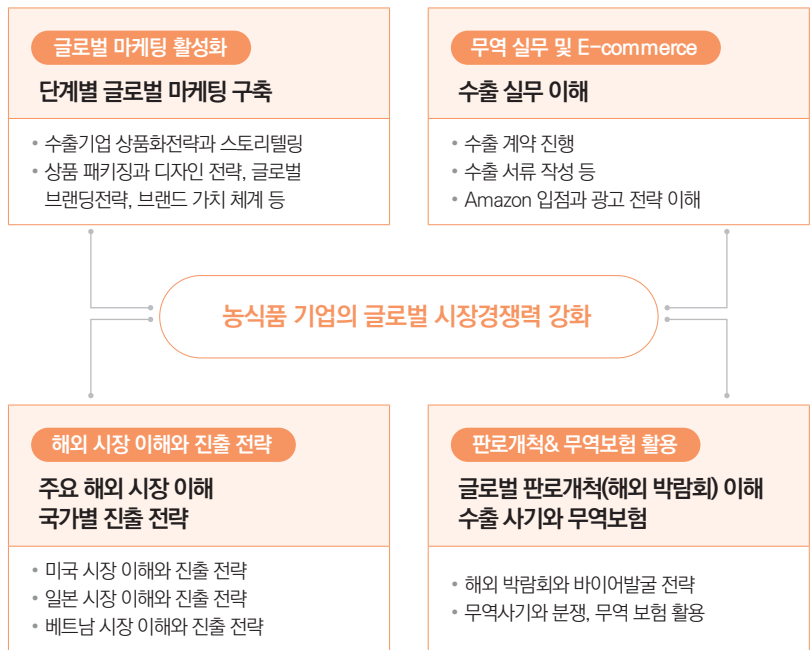 글로벌 마케팅 활성화
단계별 글로벌 마케팅 구축
• 수출기업 상품화전략과 스토리텔링
• 상품 패키징과 디자인 전략, 글로벌
브랜딩전략, 브랜드 가치 체계 등
무역 실무 및 E-commerce
수출 실무 이해
• 수출 계약 진행
• 수출 서류 작성 등
• Amazon 입점과 광고 전략 이해
농식품 기업의 글로벌 시장경쟁력 강화
해외 시장 이해와 진출 전략
주요 해외 시장 이해
국가별 진출 전략
• 미국 시장 이해와 진출 전략
• 일본 시장 이해와 진출 전략
• 베트남 시장 이해와 진출 전략
판로개척& 무역보험 활용
글로벌 판로개척(해외 박람회) 이해
수출 사기와 무역보험
• 해외 박람회와 바이어발굴 전략
• 무역사기와 분쟁, 무역 보험 활용